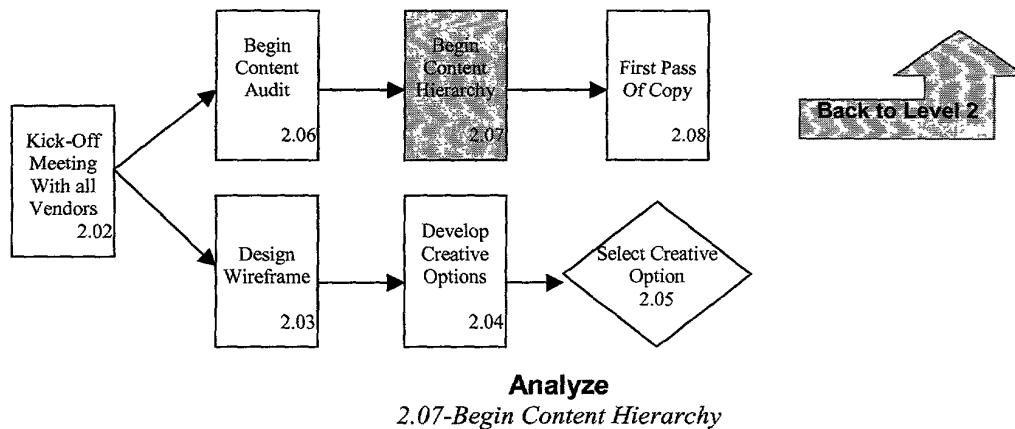 Kick-Off
Meeting
With all
Vendors
2.02
Begin
Content
Audit
2.06
Begin
Content
Hierarchy
2.07
First Pass
Of Copy
2.08
Back to Level 2
Design
Wireframe
2.03
Develop
Creative
Options
2.04
Select Creative
Option
2.05
Analyze
2.07-Begin Content Hierarchy